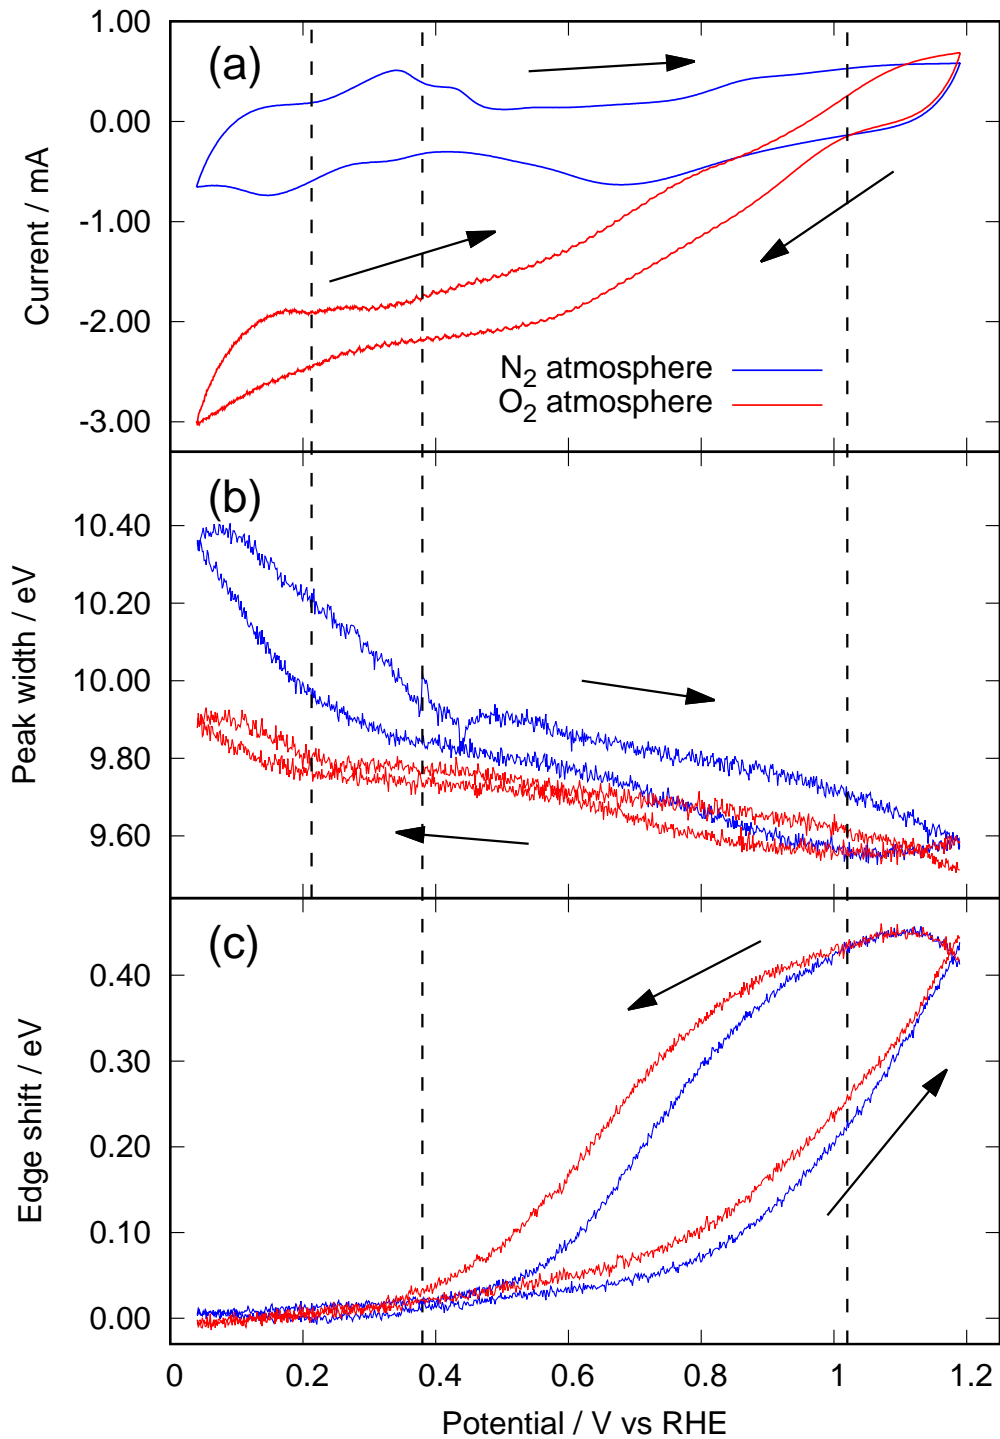 (a)
1.00
0.00
-1.00
-2.00
-3.00
Current / mA
N2 atmosphere
O2 atmosphere
(b)
10.40
10.20
10.00
9.80
9.60
Peak width / eV
(c)
0.40
0.30
0.20
0.10
0.00
Edge shift / eV
0 0.2 0.4 0.6 0.8 1 1.2
Potential / V vs RHE